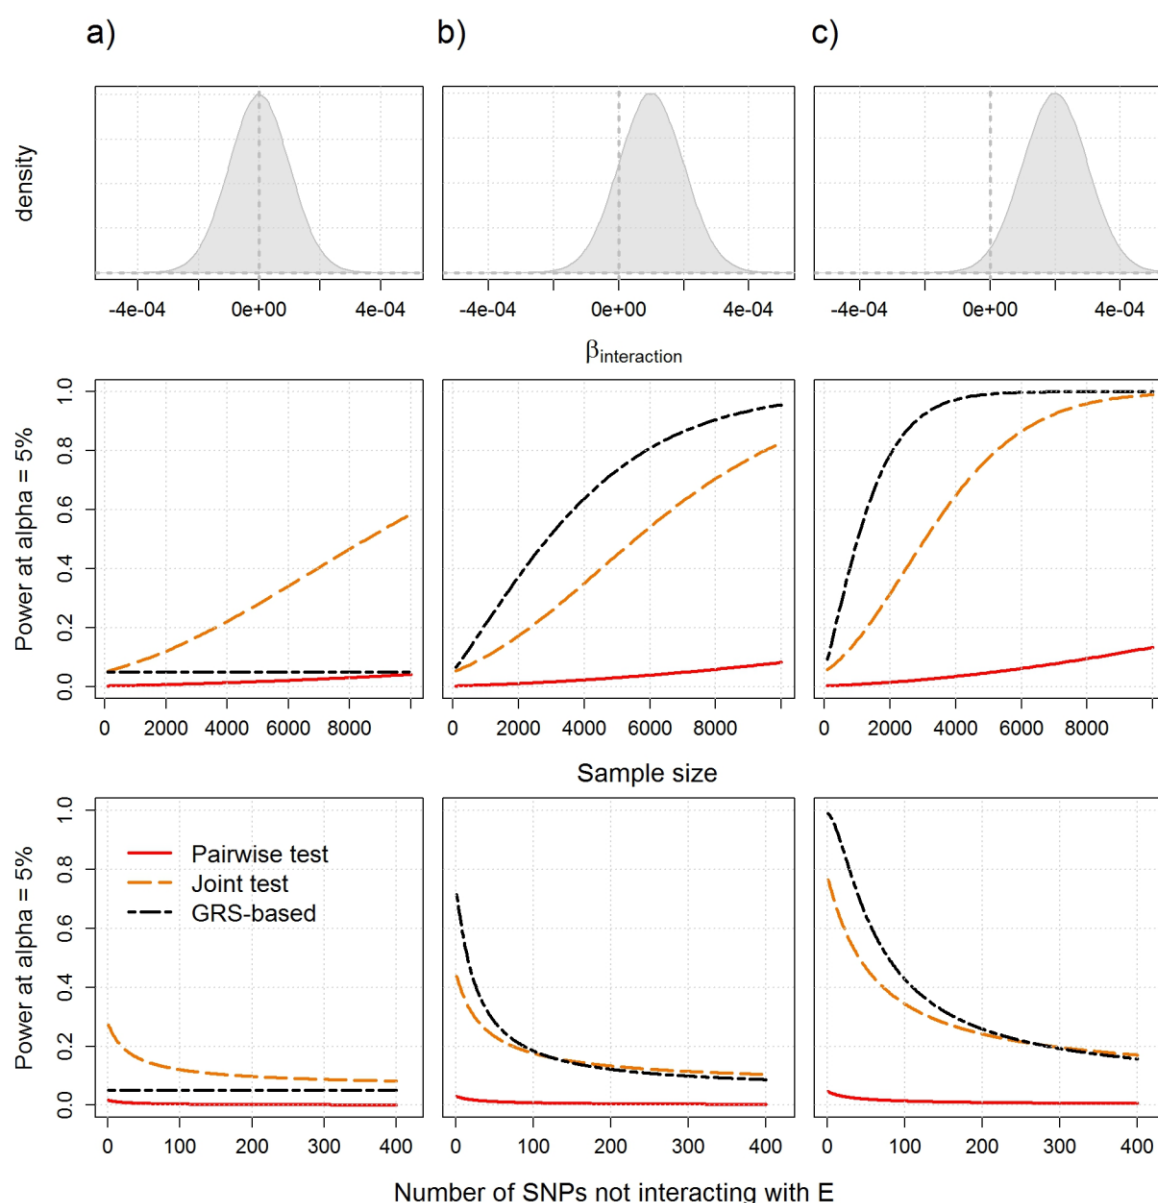 a) b) c)
density
-4e-04 0e+00 4e-04 -4e-04 0e+00 4e-04 -4e-04 0e+00 4e-04
βinteraction
Power at alpha = 5%
1.0
0.8
0.6
0.4
0.2
0.0
0 2000 4000 6000 8000 0 2000 4000 6000 8000 0 2000 4000 6000 8000
Sample size
Power at alpha = 5%
1.0
0.8
0.6
0.4
0.2
0.0
Pairwise test
Joint test
GRS-based
0 100 200 300 400 0 100 200 300 400 0 100 200 300 400
Number of SNPs not interacting with E